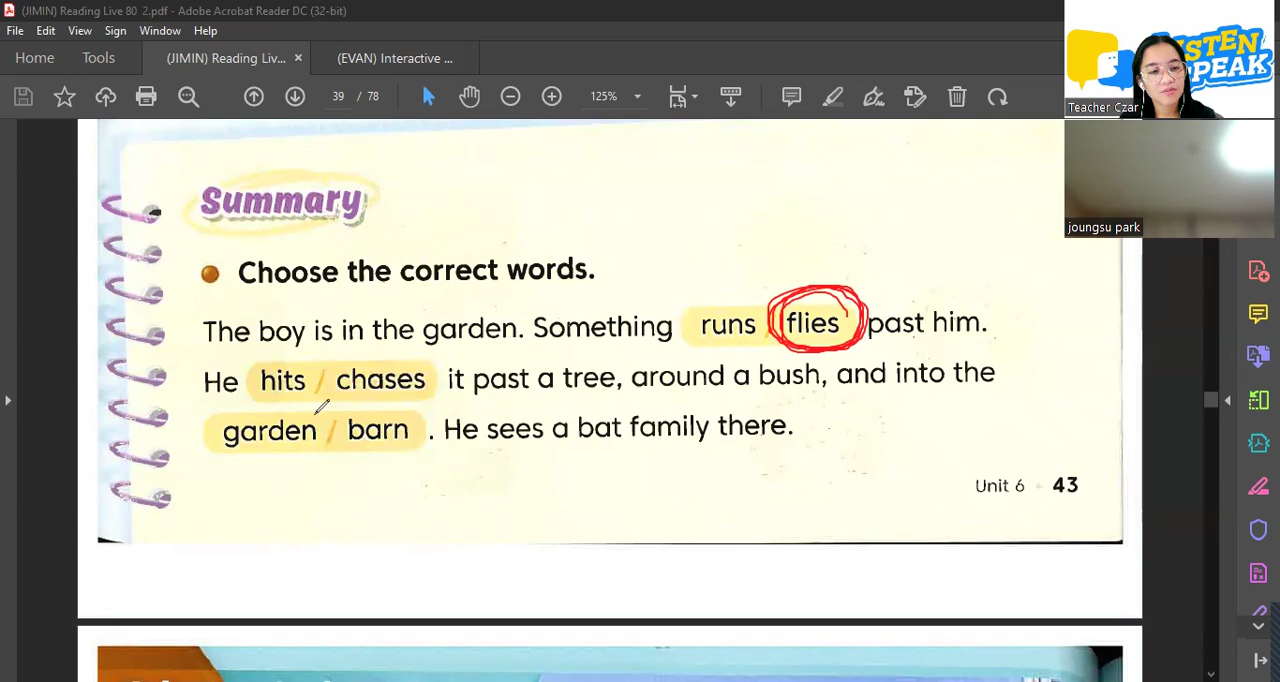 (JIMIN) Reading Live 80 2.pdf - Adobe Acrobat Reader DC (32-bit)
File Edit View Sign Window Help
Home Tools (JIMIN) Reading Liv... × (EVAN) Interactive ...
39 / 78 125%
LISTEN
SPEAK
Teacher Czar
joungsu park
Summary
Choose the correct words.
The boy is in the garden. Something runs / flies past him.
He hits / chases it past a tree, around a bush, and into the
garden / barn . He sees a bat family there.
Unit 6 • 43